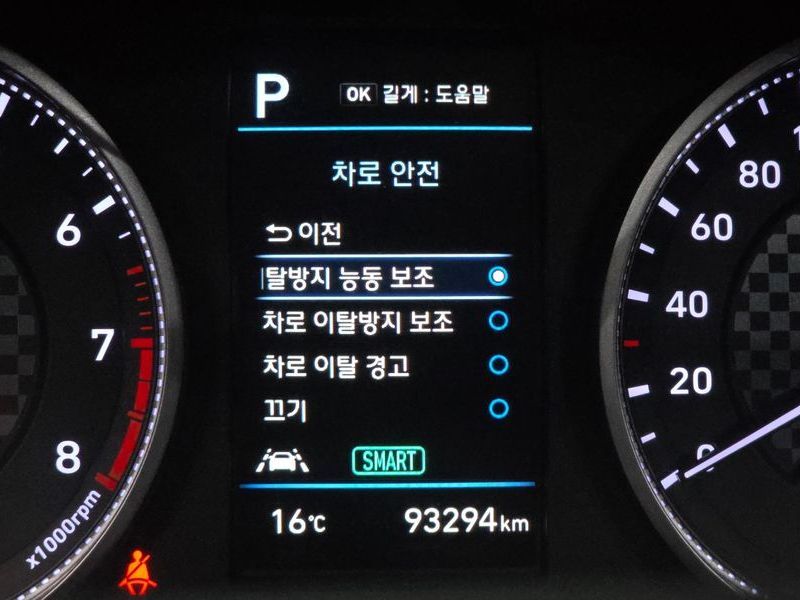 P
OK 길게 : 도움말
차로 안전
이전
탈방지 능동 보조
차로 이탈방지 보조
차로 이탈 경고
끄기
SMART
16℃ 93294km
6
7
8
x1000rpm
80
60
40
20
0